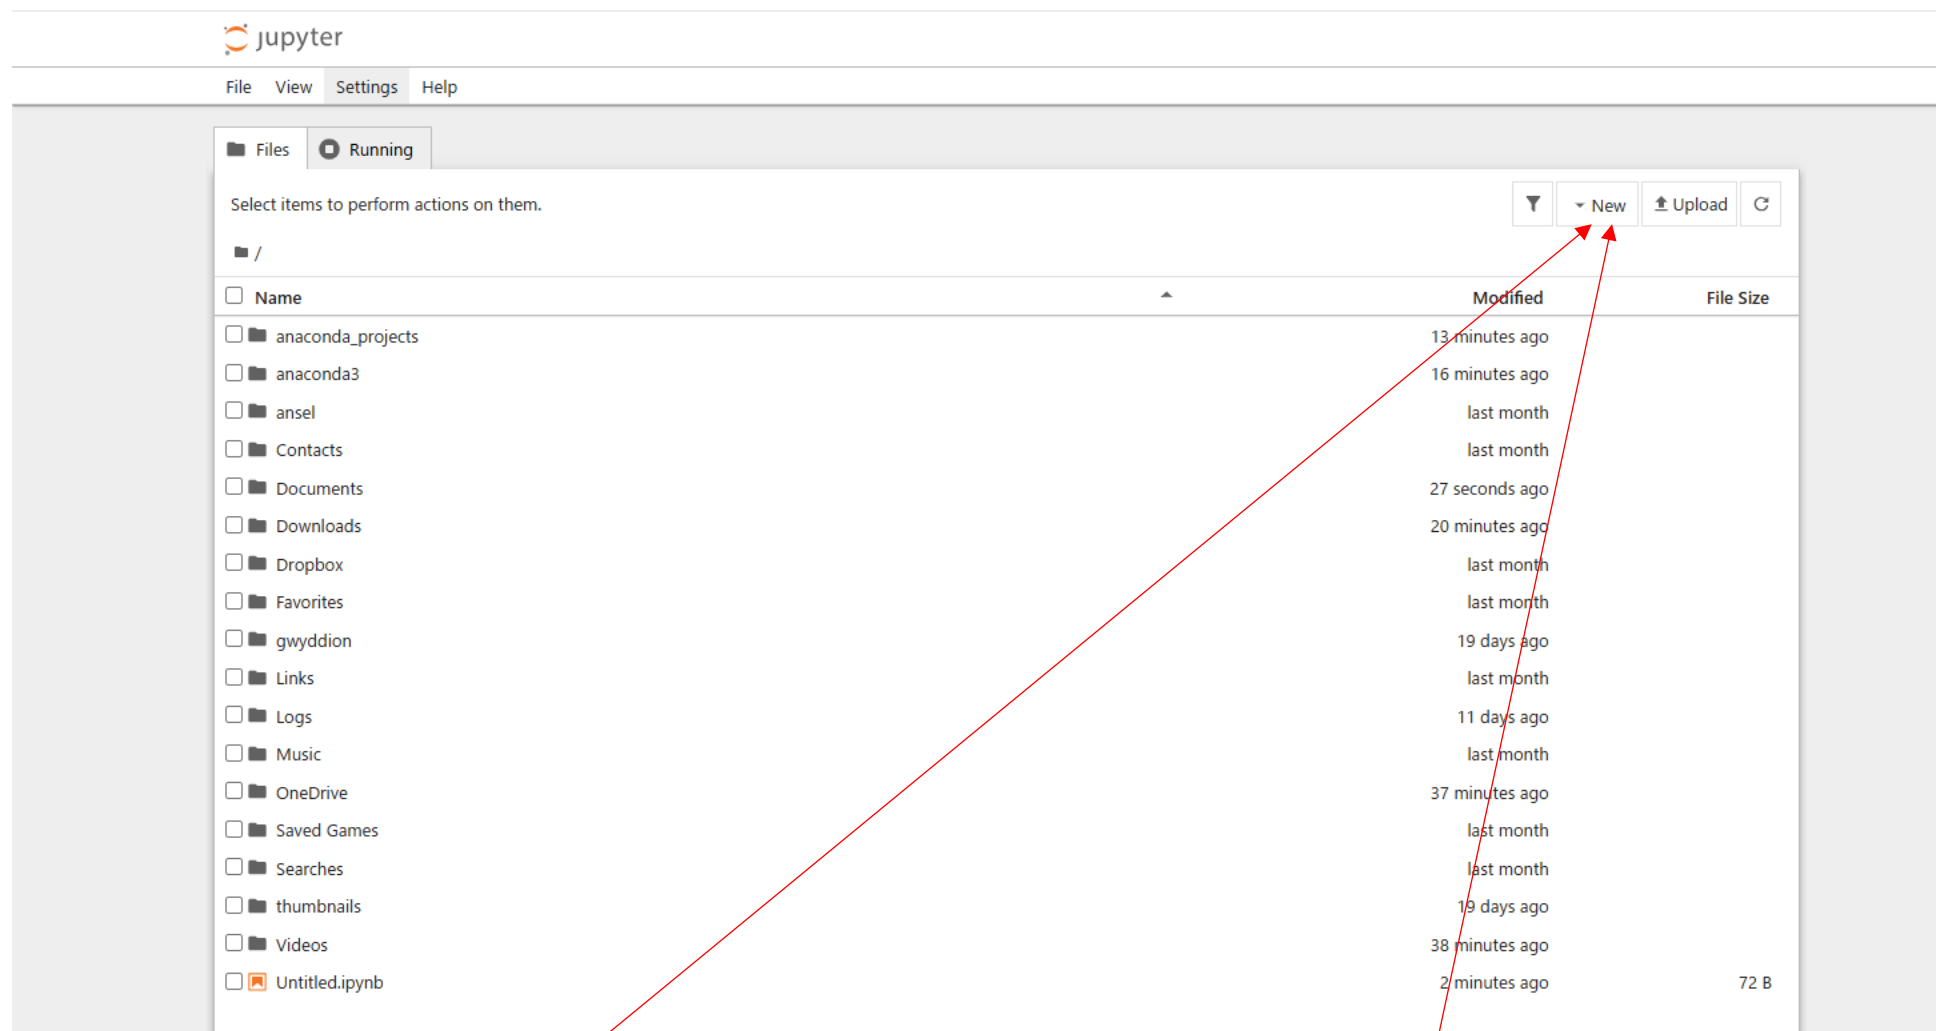 jupyter
File View Settings Help
Files Running
Select items to perform actions on them. New Upload
/
Name Modified File Size
anaconda_projects 13 minutes ago
anaconda3 16 minutes ago
ansel last month
Contacts last month
Documents 27 seconds ago
Downloads 20 minutes ago
Dropbox last month
Favorites last month
gwyddion 19 days ago
Links last month
Logs 11 days ago
Music last month
OneDrive 37 minutes ago
Saved Games last month
Searches last month
thumbnails 19 days ago
Videos 38 minutes ago
Untitled.ipynb 2 minutes ago 72 B